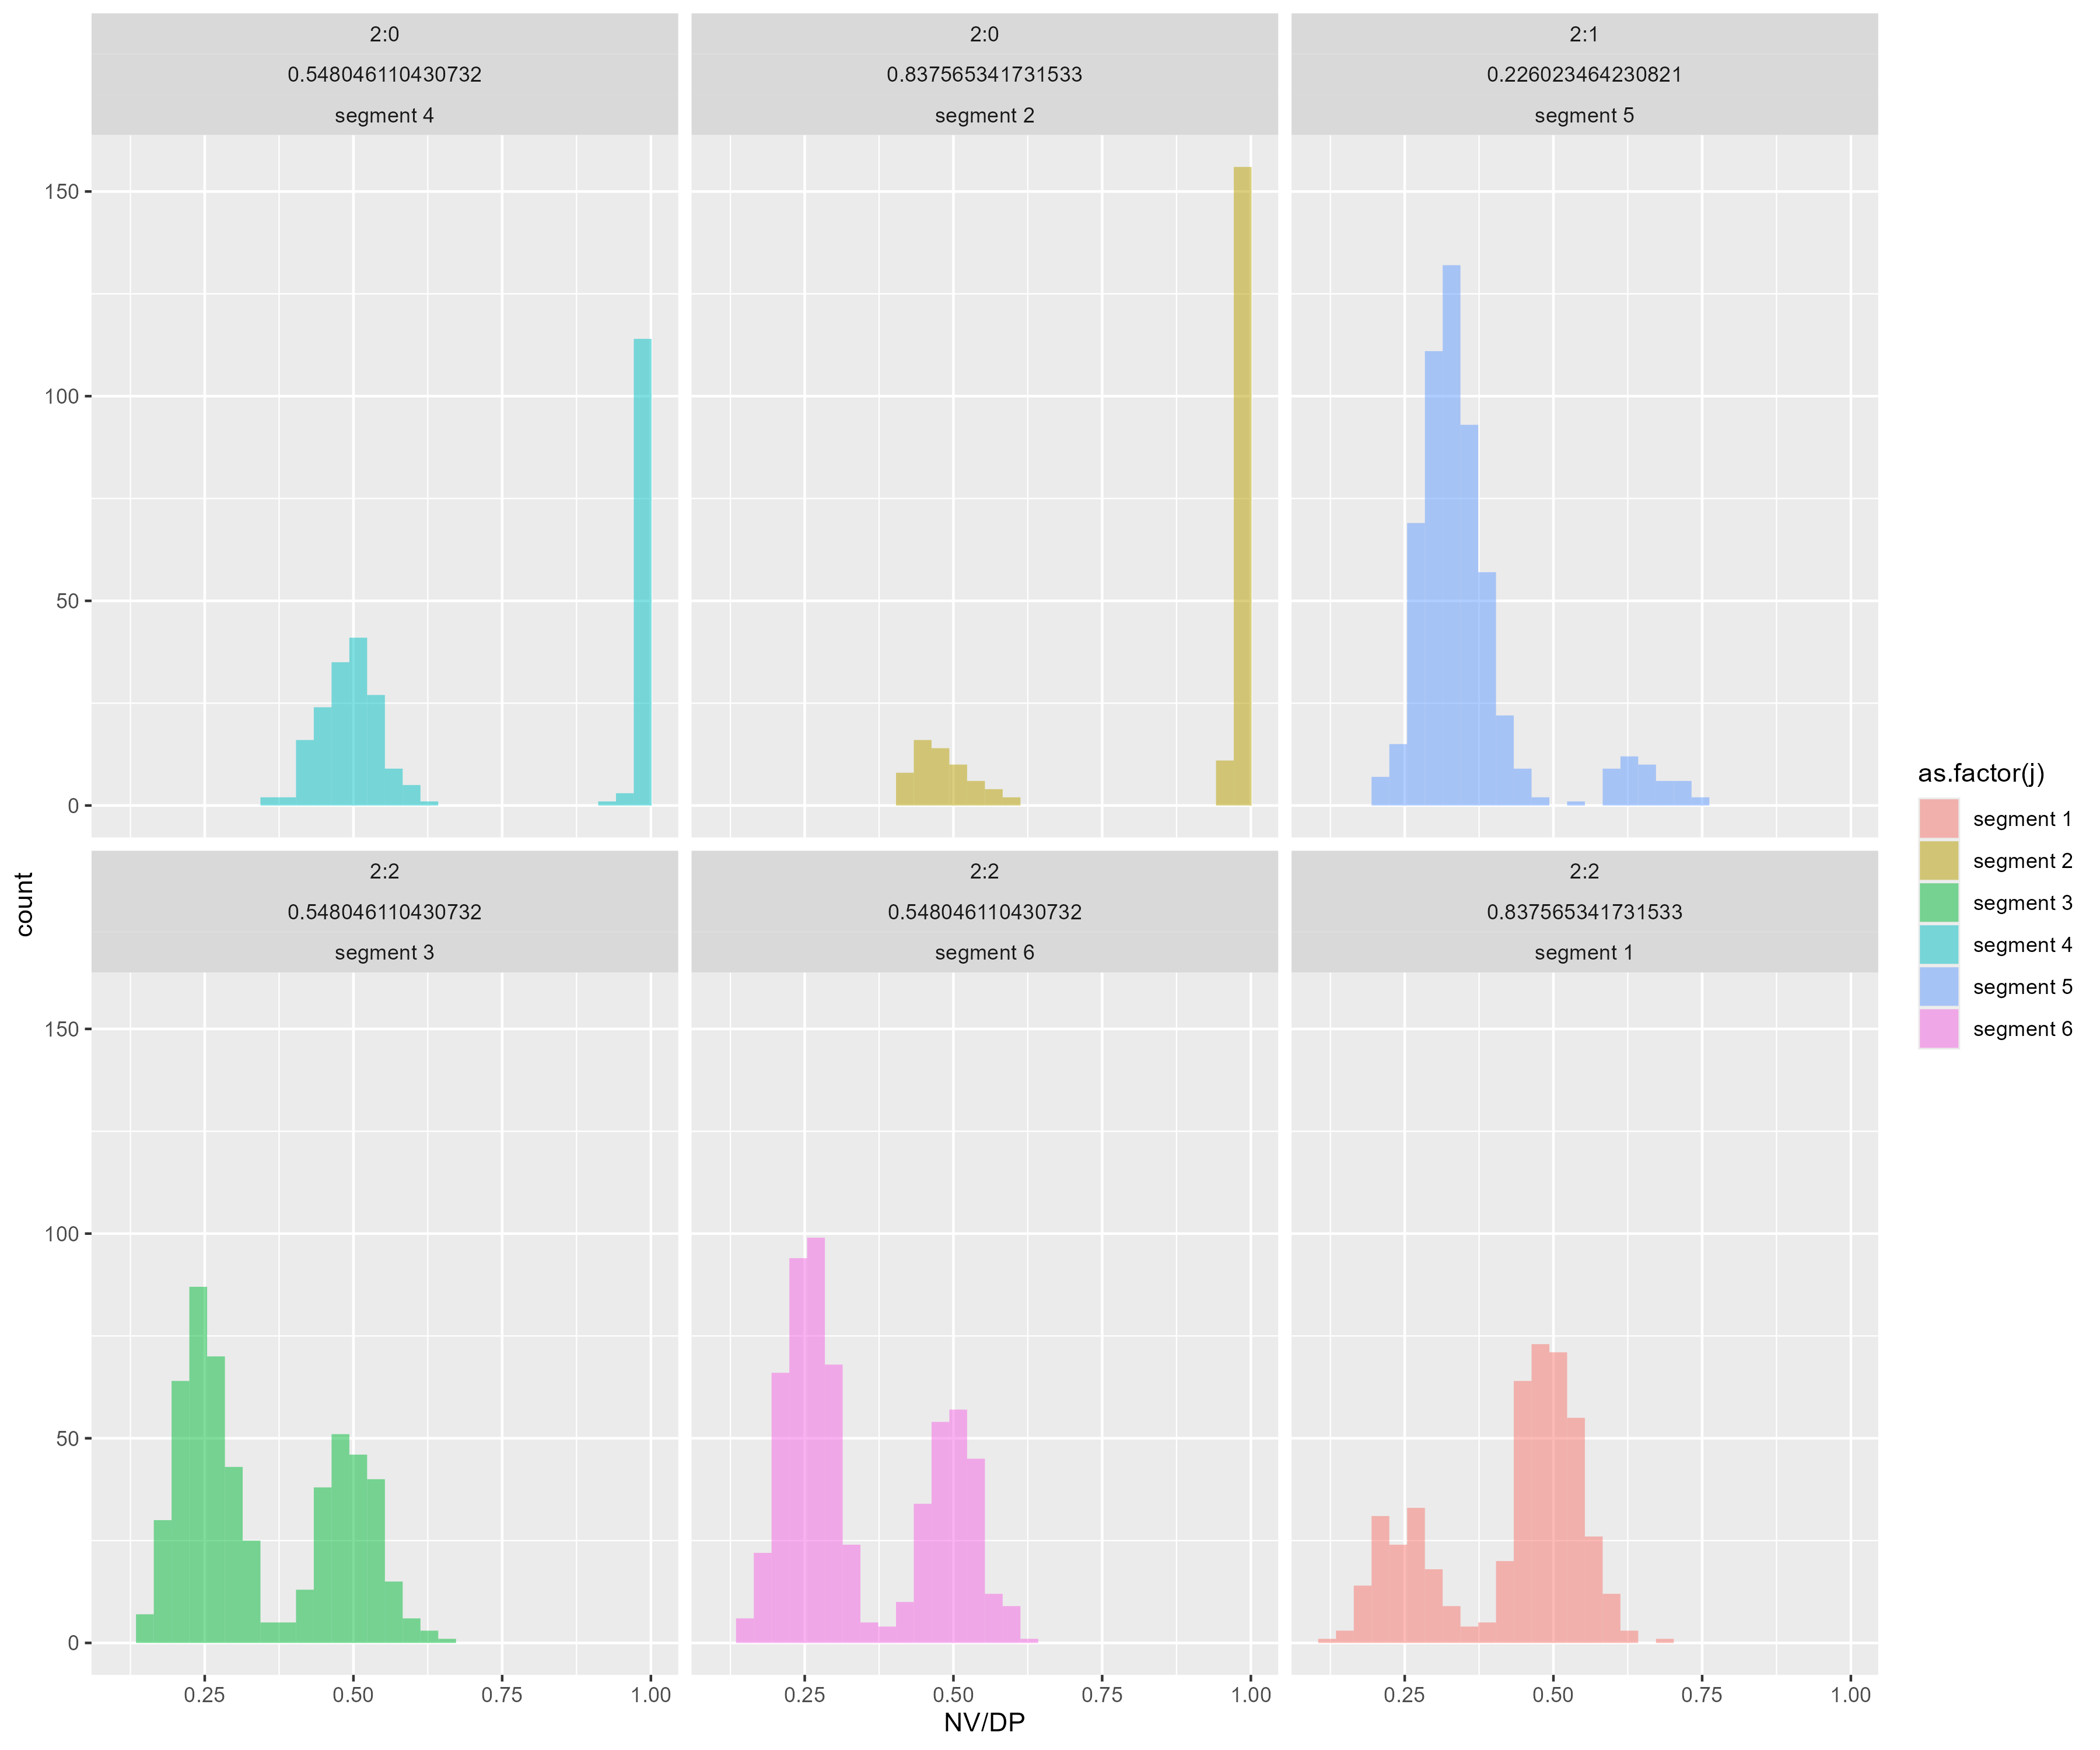 2:0
0.548046110430732
segment 4
2:0
0.837565341731533
segment 2
2:1
0.226023464230821
segment 5
150
100
50
0
2:2
0.548046110430732
segment 3
2:2
0.548046110430732
segment 6
2:2
0.837565341731533
segment 1
150
100
50
0
count
0.25 0.50 0.75 1.00
0.25 0.50 0.75 1.00
0.25 0.50 0.75 1.00
NV/DP
as.factor(j)
segment 1
segment 2
segment 3
segment 4
segment 5
segment 6